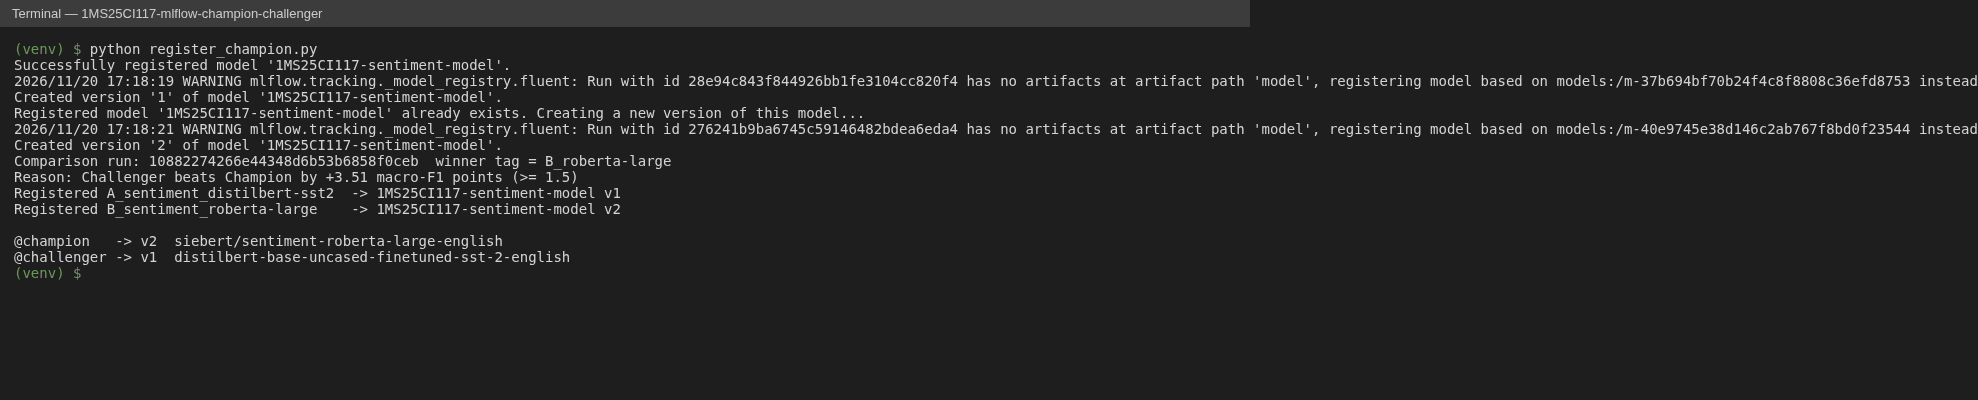 Terminal — 1MS25CI117-mlflow-champion-challenger
(venv) $ python register_champion.py
Successfully registered model '1MS25CI117-sentiment-model'.
2026/11/20 17:18:19 WARNING mlflow.tracking._model_registry.fluent: Run with id 28e94c843f844926bb1fe3104cc820f4 has no artifacts at artifact path 'model', registering model based on models:/m-37b694bf70b24f4c8f8808c36efd8753 instead
Created version '1' of model '1MS25CI117-sentiment-model'.
Registered model '1MS25CI117-sentiment-model' already exists. Creating a new version of this model...
2026/11/20 17:18:21 WARNING mlflow.tracking._model_registry.fluent: Run with id 276241b9ba6745c59146482bdea6eda4 has no artifacts at artifact path 'model', registering model based on models:/m-40e9745e38d146c2ab767f8bd0f23544 instead
Created version '2' of model '1MS25CI117-sentiment-model'.
Comparison run: 10882274266e44348d6b53b6858f0ceb  winner tag = B_roberta-large
Reason: Challenger beats Champion by +3.51 macro-F1 points (>= 1.5)
Registered A_sentiment_distilbert-sst2  -> 1MS25CI117-sentiment-model v1
Registered B_sentiment_roberta-large    -> 1MS25CI117-sentiment-model v2
@champion   -> v2  siebert/sentiment-roberta-large-english
@challenger -> v1  distilbert-base-uncased-finetuned-sst-2-english
(venv) $